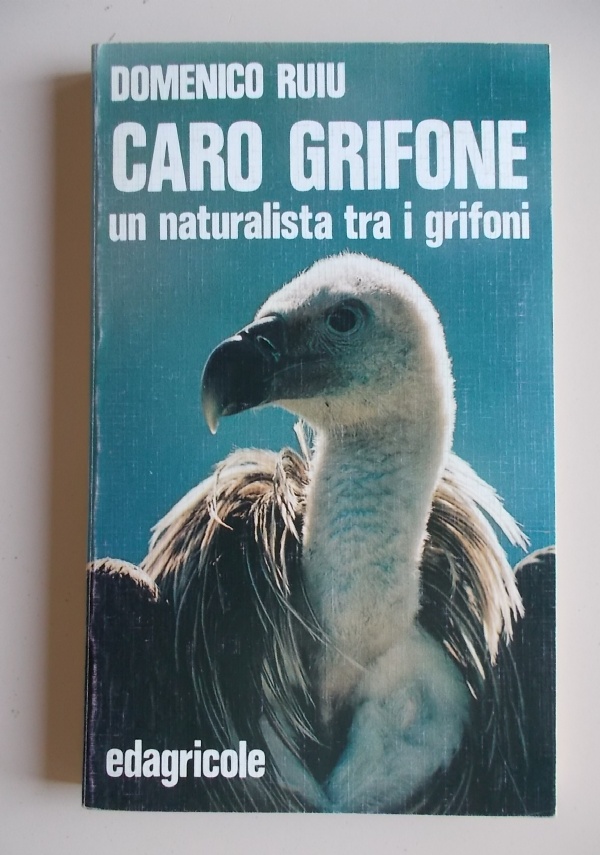 DOMENICO RUIU
CARO GRIFONE
un naturalista tra i grifoni
edagricole